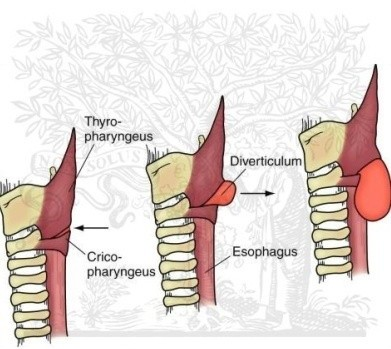 Thyro-
pharyngeus
Crico-
pharyngeus
Diverticulum
Esophagus